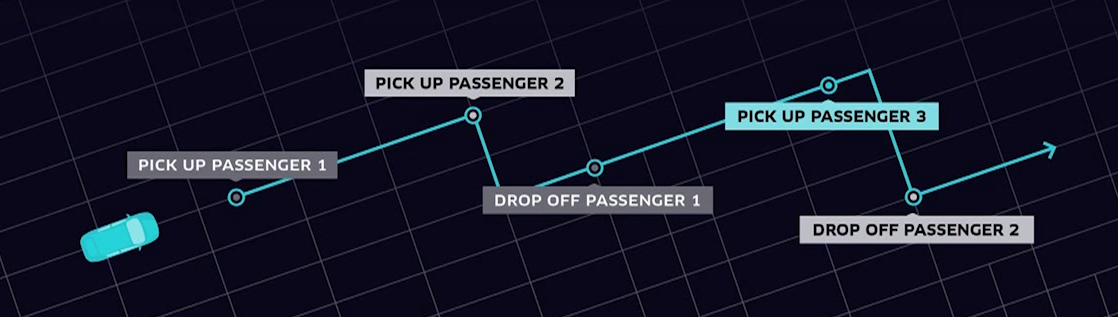 PICK UP PASSENGER 1
PICK UP PASSENGER 2
DROP OFF PASSENGER 1
PICK UP PASSENGER 3
DROP OFF PASSENGER 2